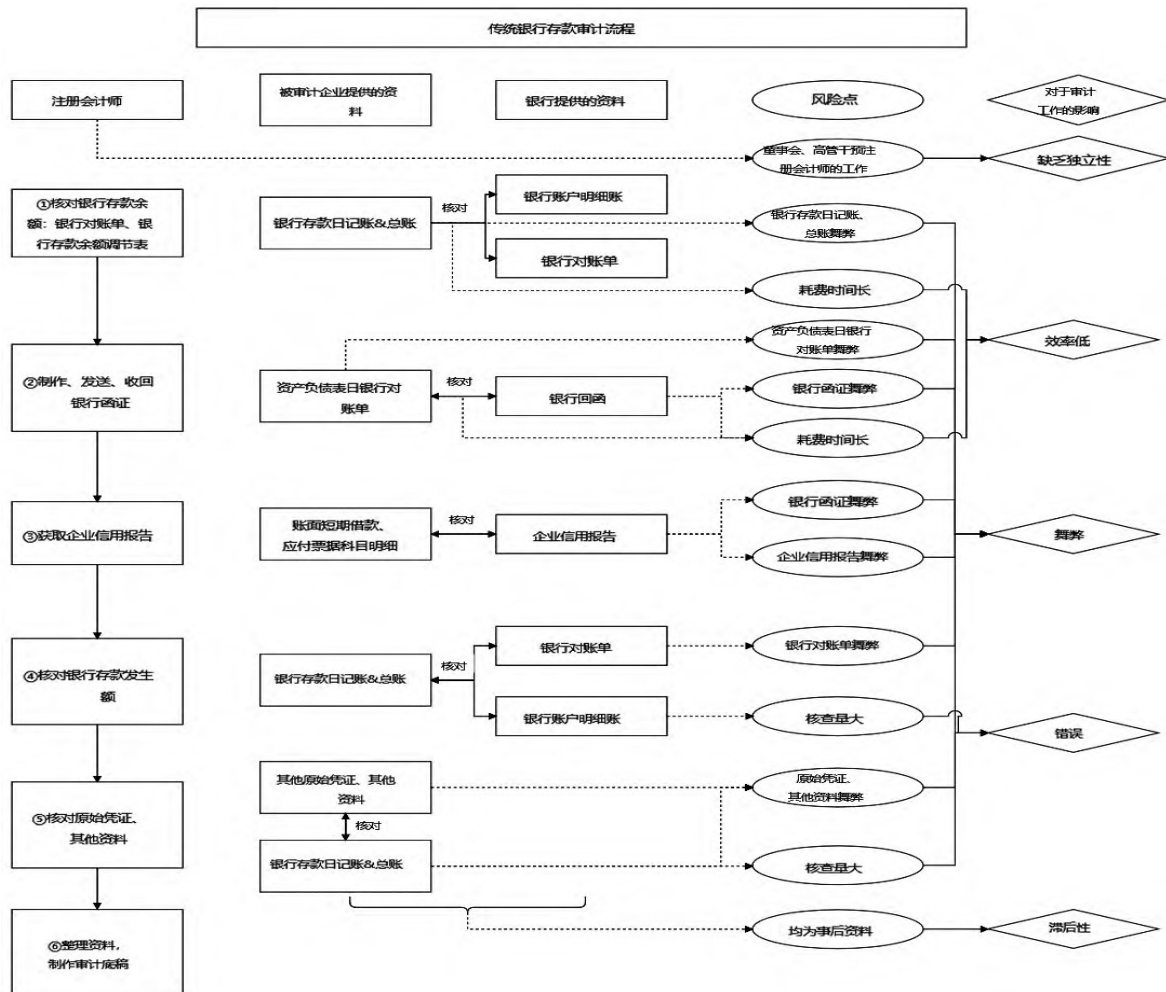 传统银行存款审计流程
注册会计师
被审计企业提供的资
料
银行提供的资料
风险点
对于审计
工作的影响
董事会、高管干预注
册会计师的工作
缺乏独立性
①核对银行存款余
额：银行对账单、银
行存款余额调节表
银行存款日记账&总账
核对
银行账户明细账
银行对账单
银行存款日记账、
总账舞弊
耗费时间长
②制作、发送、收回
银行函证
资产负债表日银行对
账单
核对
银行回函
资产负债表日银行
对账单舞弊
银行函证舞弊
耗费时间长
效率低
③获取企业信用报告
账面短期借款、
应付票据科目明细
核对
企业信用报告
银行函证舞弊
企业信用报告舞弊
舞弊
④核对银行存款发生
额
银行存款日记账&总账
核对
银行对账单
银行账户明细账
银行对账单舞弊
核查量大
错误
⑤核对原始凭证、
其他资料
其他原始凭证、其他
资料
核对
银行存款日记账&总账
原始凭证、
其他资料舞弊
核查量大
⑥整理资料，
制作审计底稿
均为事后资料
滞后性